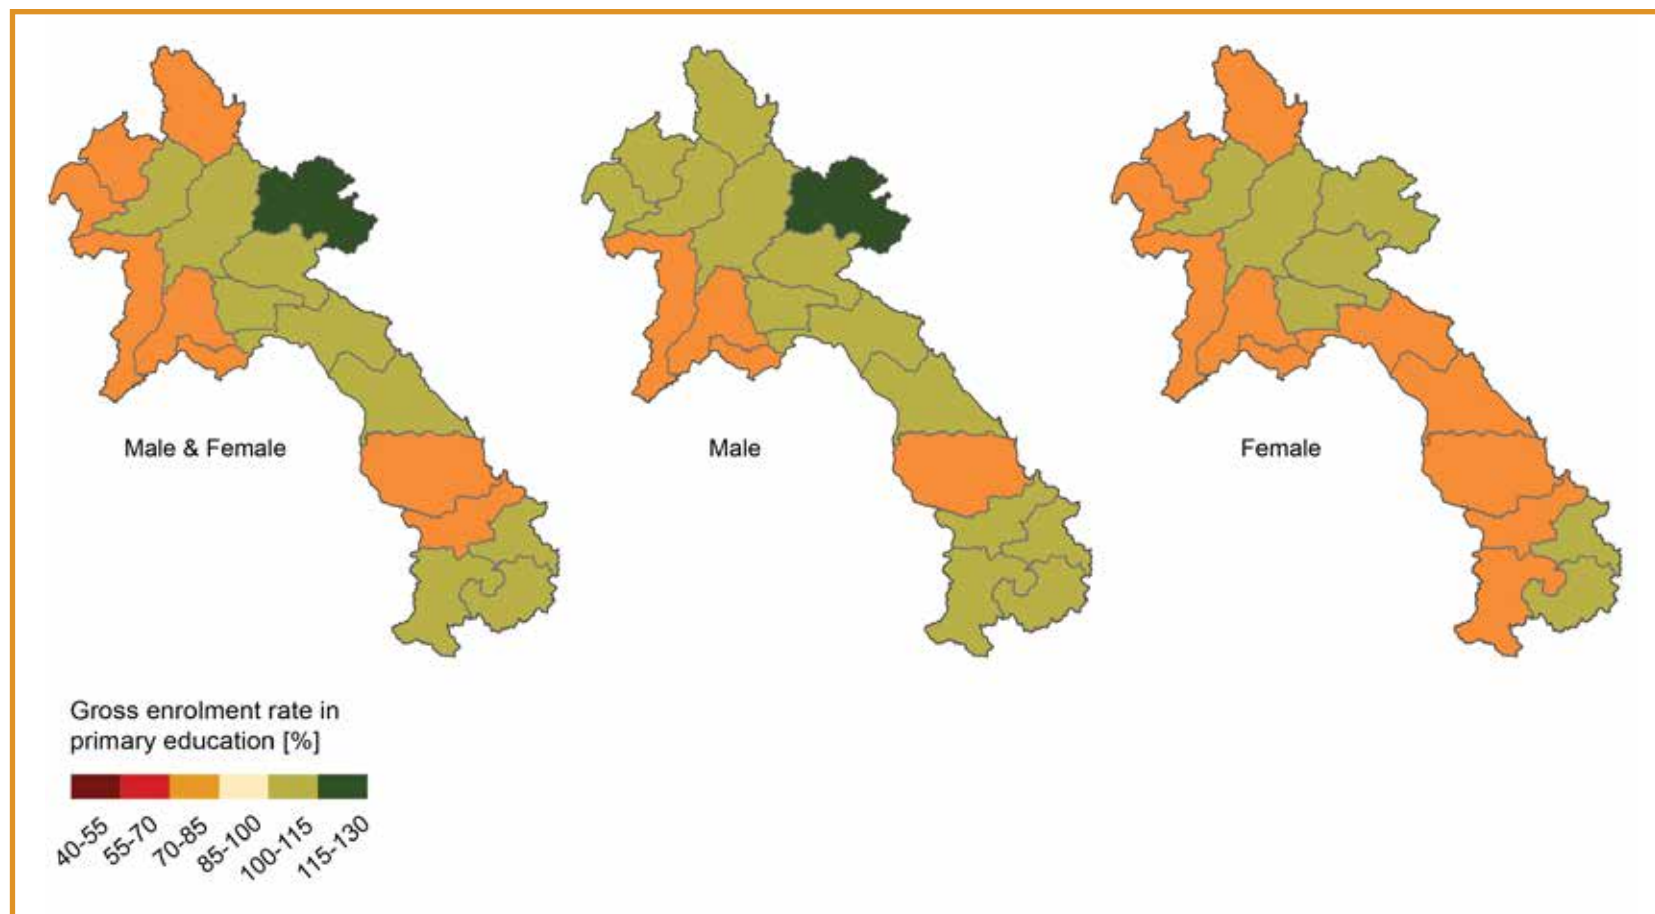 Male & Female
Male
Female
Gross enrolment rate in
primary education [%]
40-55
55-70
70-85
85-100
100-115
115-130